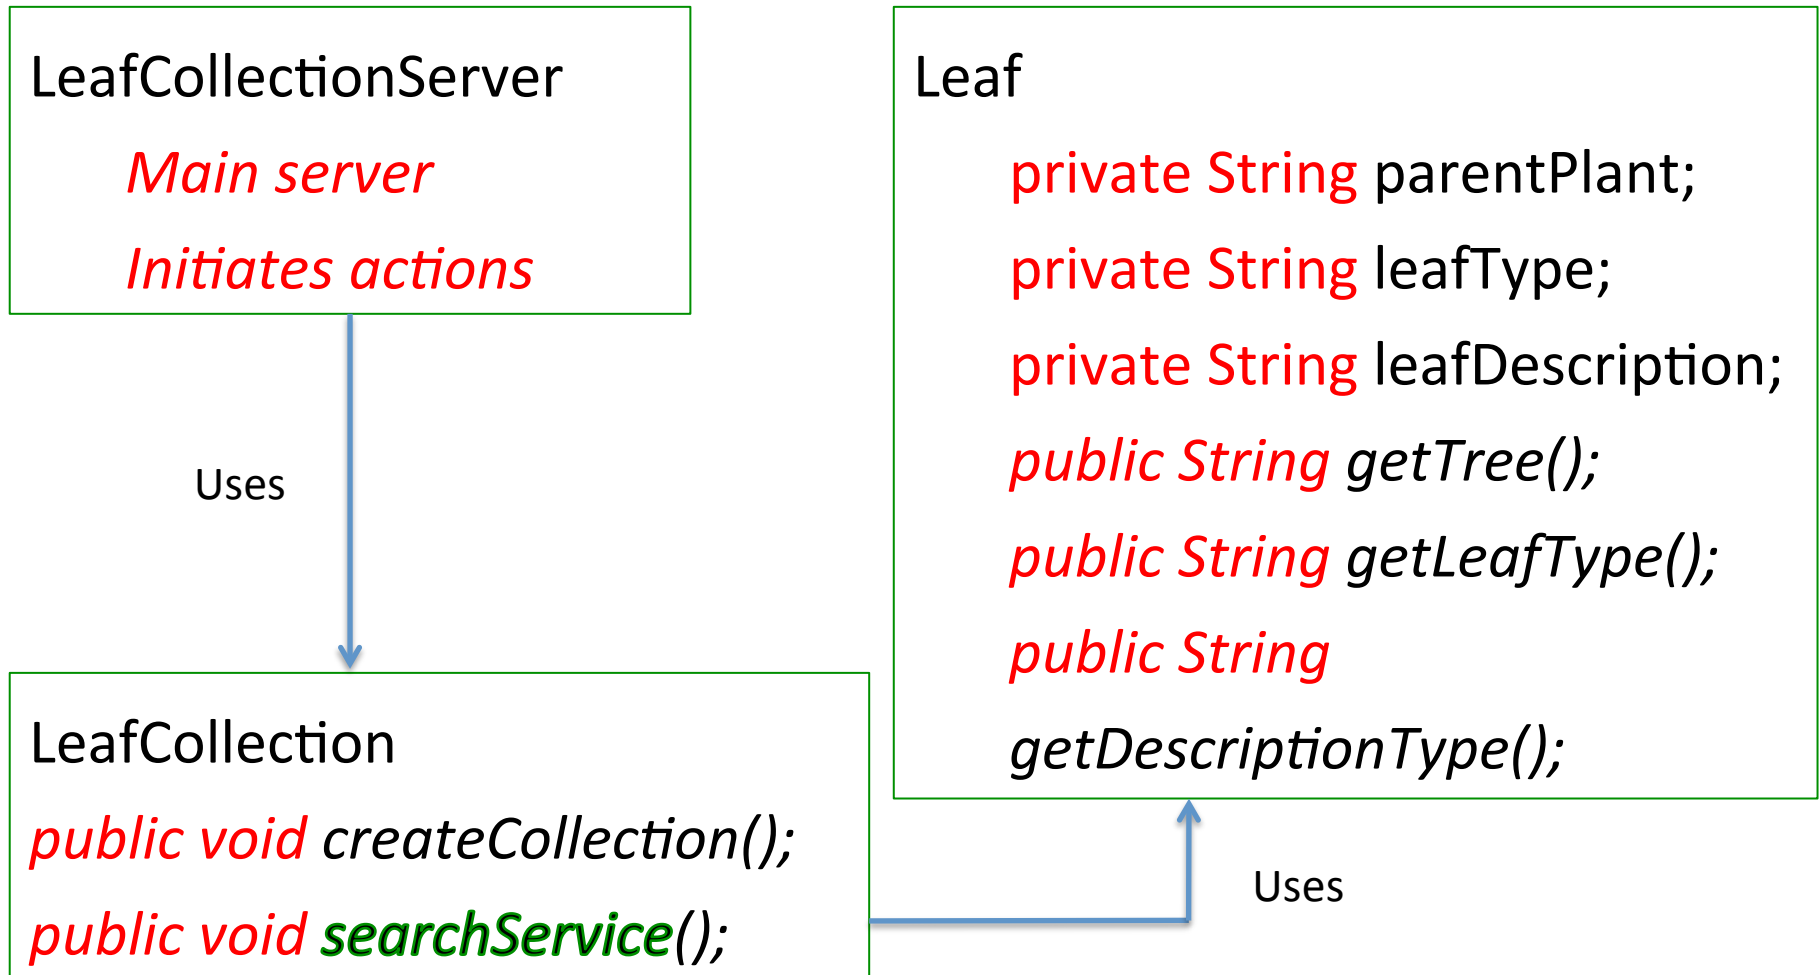 LeafCollectionServer
Main server
Initiates actions
Uses
LeafCollection
public void createCollection();
public void searchService();
Leaf
private String parentPlant;
private String leafType;
private String leafDescription;
public String getTree();
public String getLeafType();
public String
getDescriptionType();
Uses